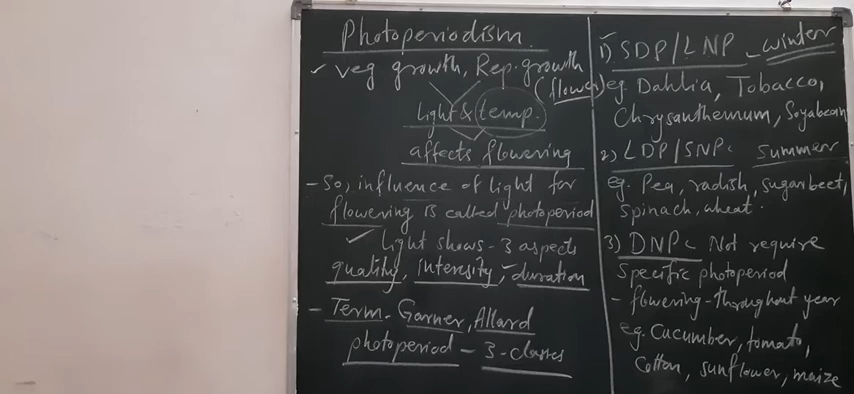 Photoperiodism.
✓ veg growth, Rep. growth
(flower)
Light & temp.
affects flowering
- So, influence of light for
flowering is called photoperiod
✓ Light shows - 3 aspects
quality, intensity, - duration
- Term - Garner, Allard
photoperiod - 3-classes
1) SDP/LNP - winter
eg. Dahlia, Tobacco,
Chrysanthemum, Soyabean
2) LDP/SNP - Summer
eg. Pea, radish, sugarbeet,
spinach, wheat.
3) DNP - Not require
Specific photoperiod
- flowering - throughout year
eg. Cucumber, tomato,
Cotton, sunflower, maize